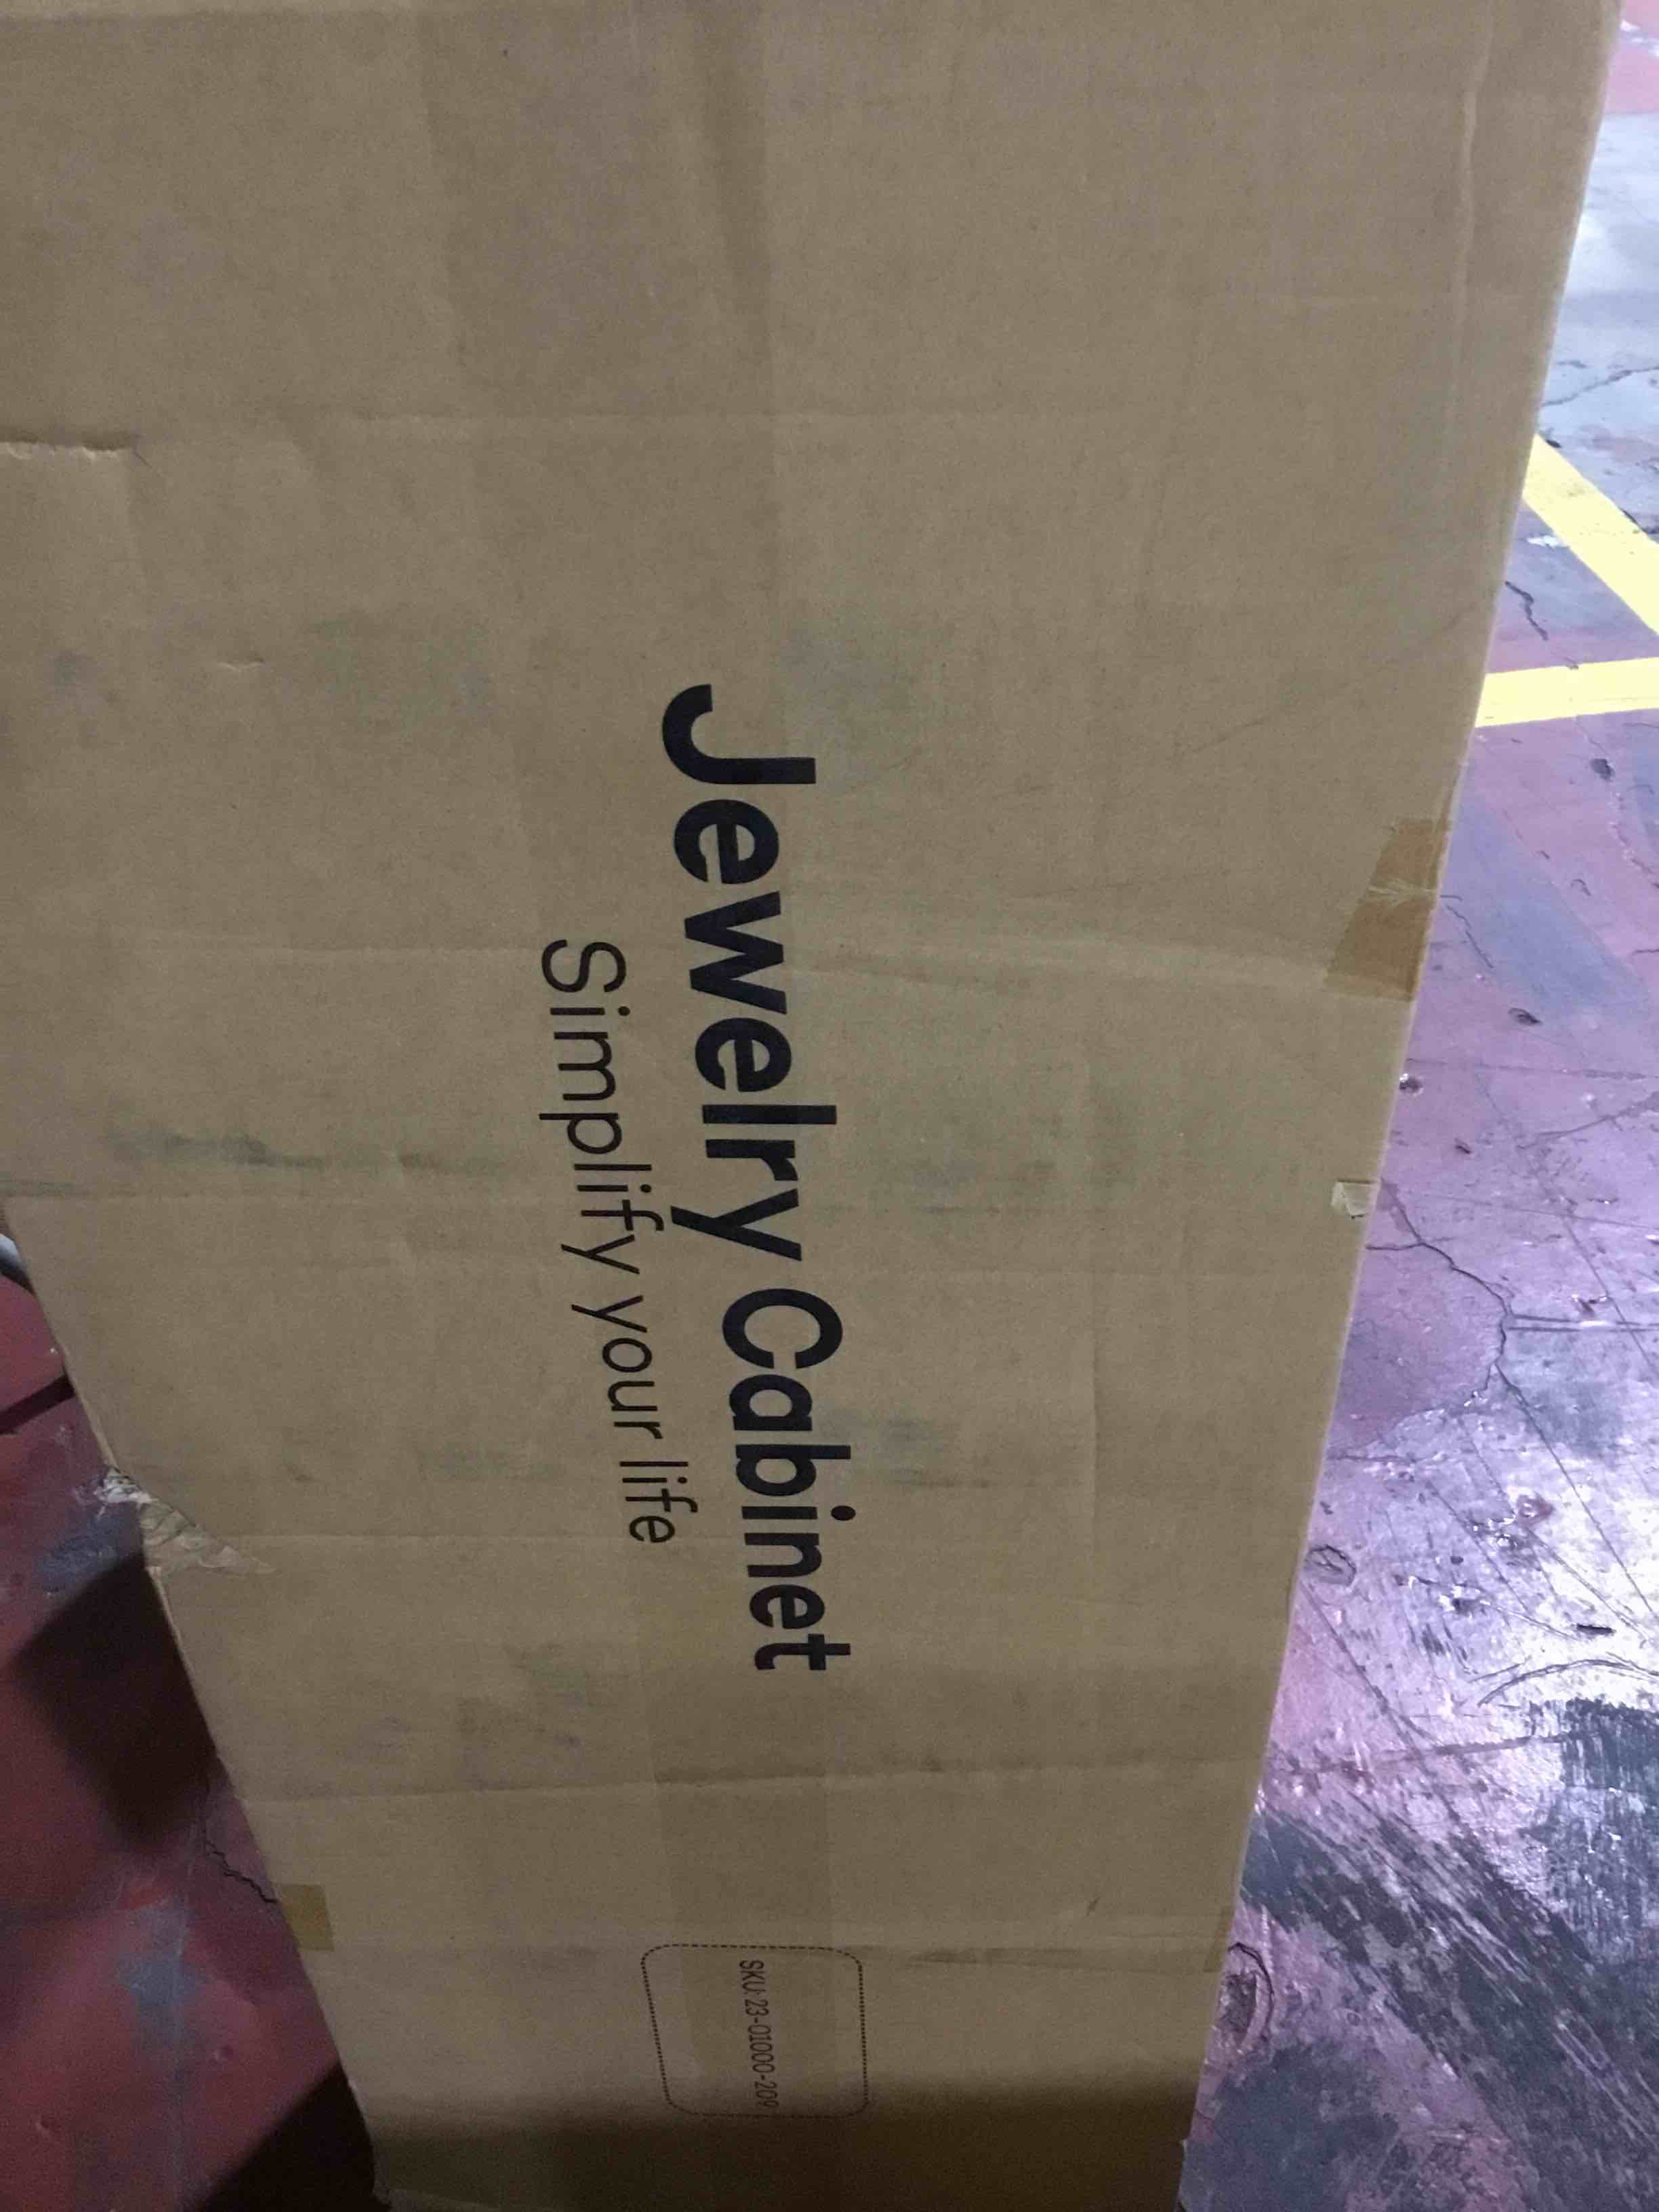 Jewelry Cabinet
Simplify your life
SKU:23-01000-209